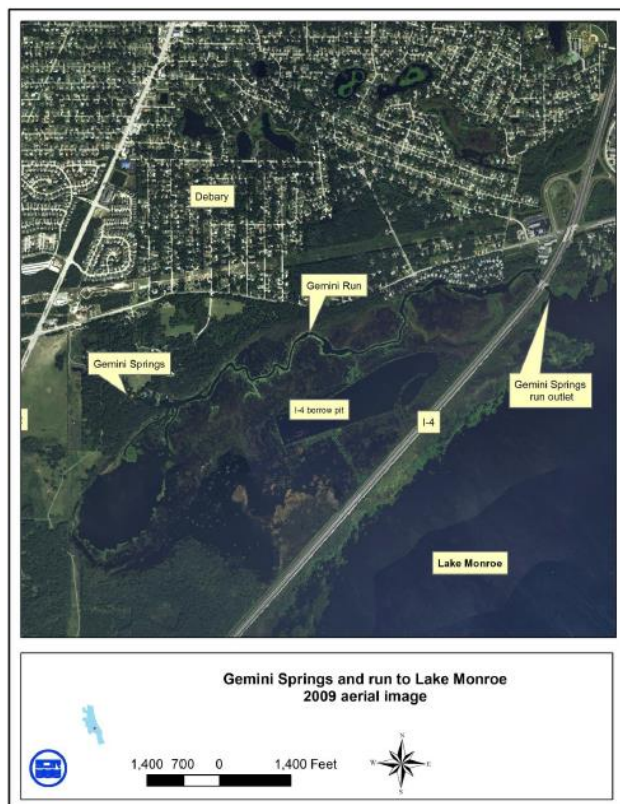 Debary
Gemini Run
Gemini Springs
Gemini Springs
run outlet
I-4 borrow pit
I-4
Lake Monroe
Gemini Springs and run to Lake Monroe
2009 aerial image
1,400 700 0 1,400 Feet
N
W E
S